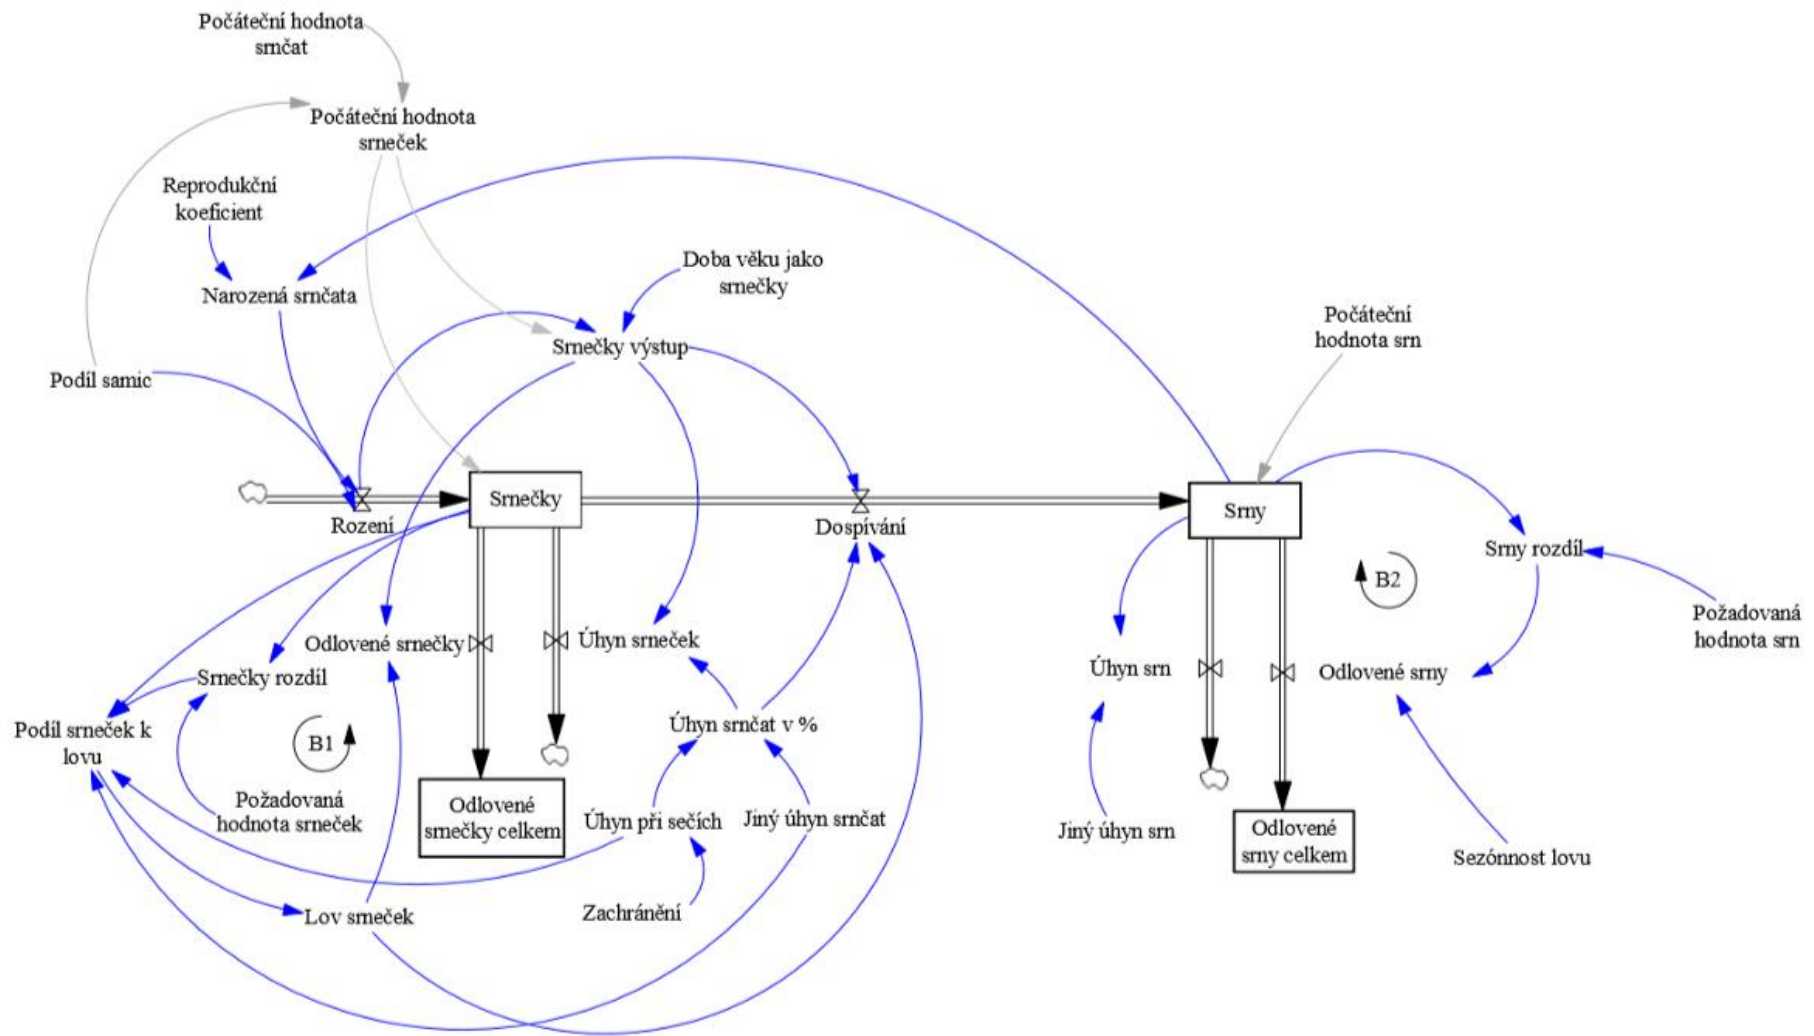 Počáteční hodnota
srnčat
Počáteční hodnota
srneček
Reprodukční
koeficient
Doba věku jako
srnečky
Narozená srnčata
Počáteční
hodnota srn
Srnečky výstup
Podíl samic
Srnečky
Srny
Rození
Dospívání
Srny rozdíl
B2
Požadovaná
hodnota srn
Odlovené srnečky
Úhyn srneček
Úhyn srn
Odlovené srny
Srnečky rozdíl
Podíl srneček k
lovu
B1
Úhyn srnčat v %
Požadovaná
hodnota srneček
Odlovené
srnečky celkem
Úhyn při sečích
Jiný úhyn srnčat
Jiný úhyn srn
Odlovené
srny celkem
Sezónnost lovu
Lov srneček
Zachránění